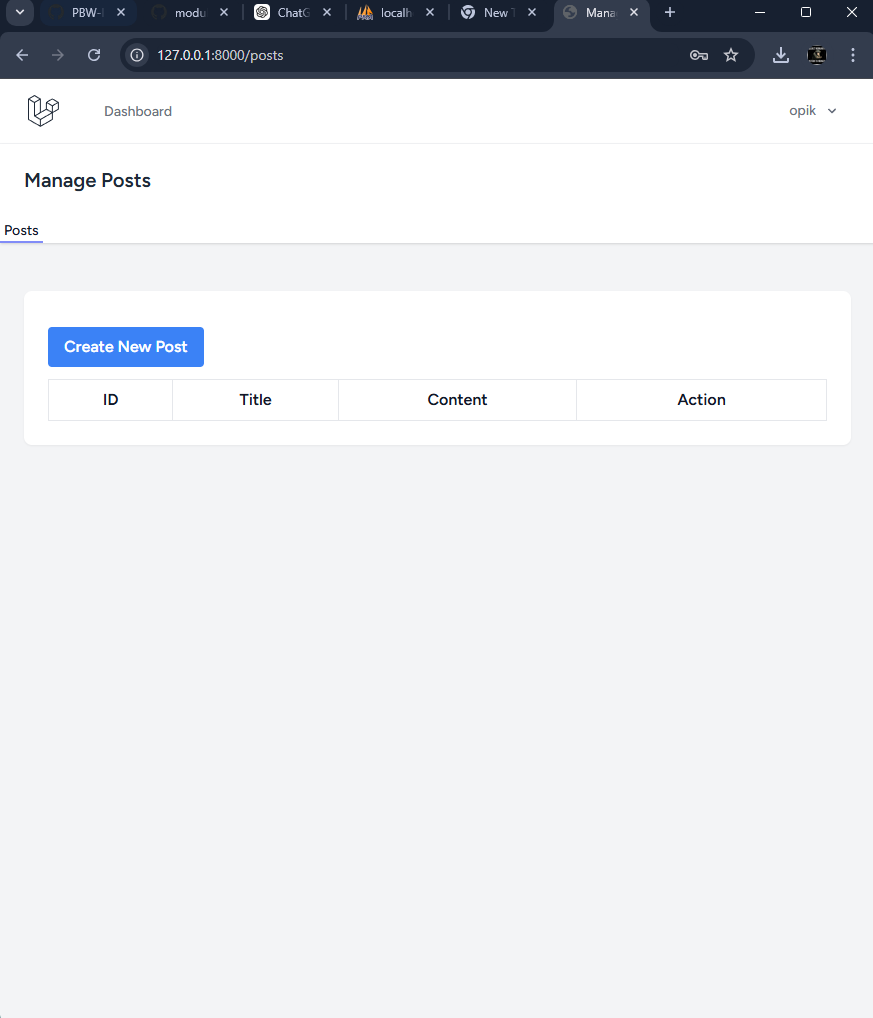 PBW- modu ChatG localh New T Mana
127.0.0.1:8000/posts
Dashboard opik
Manage Posts
Posts
Create New Post
ID Title Content Action